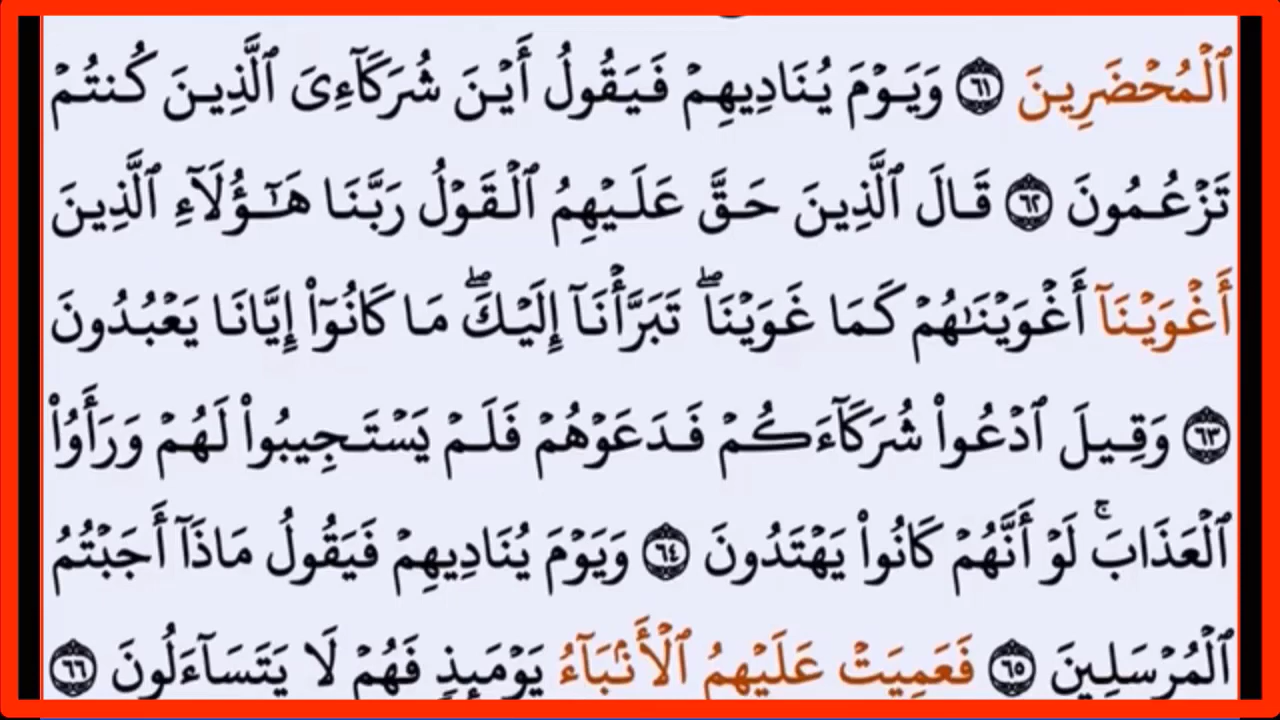 ٱلۡمُحۡضَرِينَ ٦١ وَيَوۡمَ يُنَادِيهِمۡ فَيَقُولُ أَيۡنَ شُرَكَآءِىَ ٱلَّذِينَ كُنتُمۡ
تَزۡعُمُونَ ٦٢ قَالَ ٱلَّذِينَ حَقَّ عَلَيۡهِمُ ٱلۡقَوۡلُ رَبَّنَا هَٰٓؤُلَآءِ ٱلَّذِينَ
أَغۡوَيۡنَآ أَغۡوَيۡنَٰهُمۡ كَمَا غَوَيۡنَاۖ تَبَرَّأۡنَآ إِلَيۡكَۖ مَا كَانُوٓاْ إِيَّانَا يَعۡبُدُونَ
٦٣ وَقِيلَ ٱدۡعُواْ شُرَكَآءَكُمۡ فَدَعَوۡهُمۡ فَلَمۡ يَسۡتَجِيبُواْ لَهُمۡ وَرَأَوُاْ
ٱلۡعَذَابَۚ لَوۡ أَنَّهُمۡ كَانُواْ يَهۡتَدُونَ ٦٤ وَيَوۡمَ يُنَادِيهِمۡ فَيَقُولُ مَاذَآ أَجَبۡتُمُ
ٱلۡمُرۡسَلِينَ ٦٥ فَعَمِيَتۡ عَلَيۡهِمُ ٱلۡأَنۢبَآءُ يَوۡمَئِذٖ فَهُمۡ لَا يَتَسَآءَلُونَ ٦٦